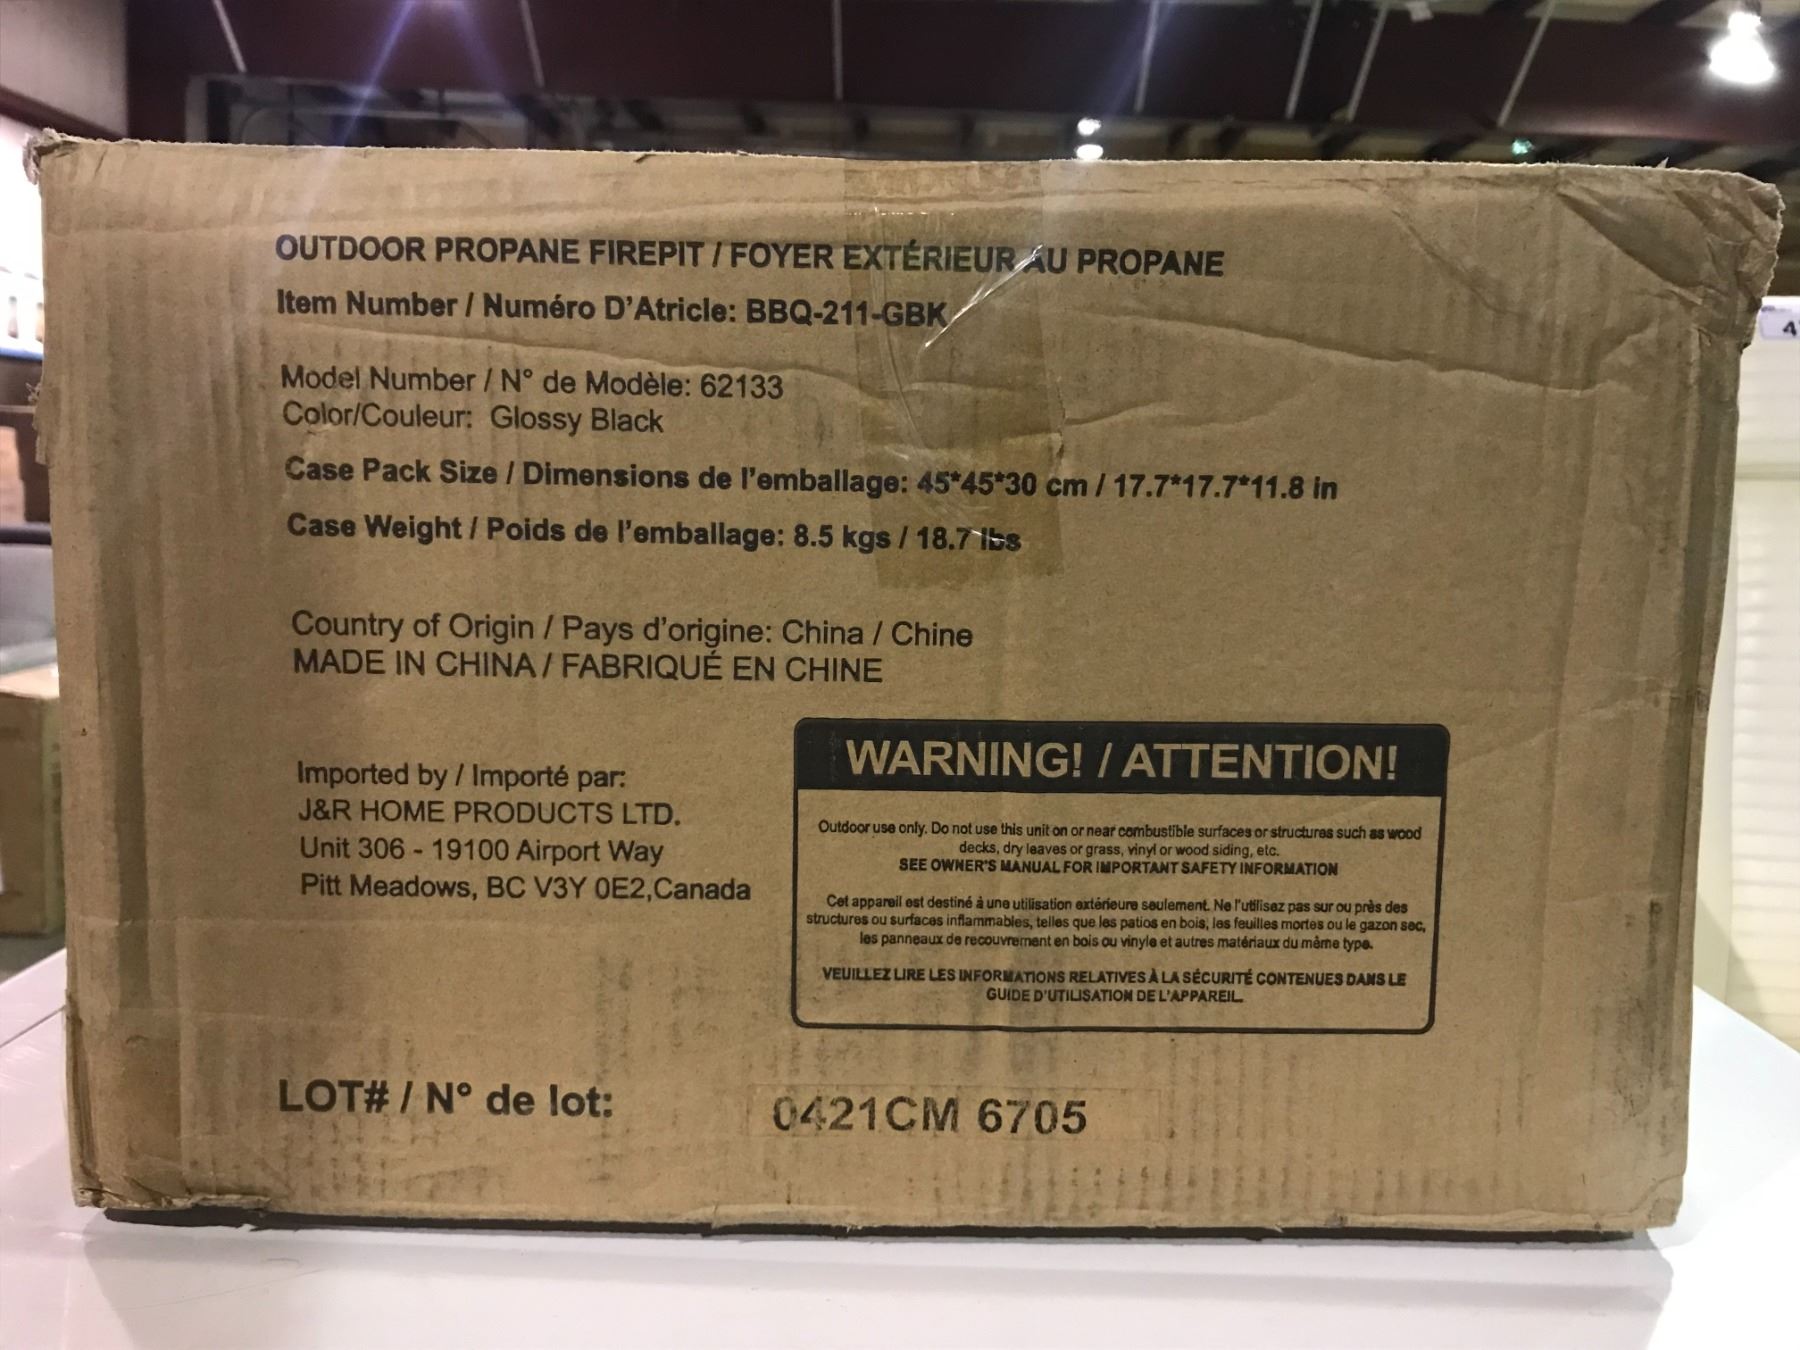 OUTDOOR PROPANE FIREPIT / FOYER EXTÉRIEUR AU PROPANE
Item Number / Numéro D'Atricle: BBQ-211-GBK
Model Number / N° de Modèle: 62133
Color/Couleur: Glossy Black
Case Pack Size / Dimensions de l'emballage: 45*45*30 cm / 17.7*17.7*11.8 in
Case Weight / Poids de l'emballage: 8.5 kgs / 18.7 lbs
Country of Origin / Pays d'origine: China / Chine
MADE IN CHINA / FABRIQUÉ EN CHINE
Imported by / Importé par:
J&R HOME PRODUCTS LTD.
Unit 306 - 19100 Airport Way
Pitt Meadows, BC V3Y 0E2,Canada
WARNING! / ATTENTION!
Outdoor use only. Do not use this unit on or near combustible surfaces or structures such as wood
decks, dry leaves or grass, vinyl or wood siding, etc.
SEE OWNER'S MANUAL FOR IMPORTANT SAFETY INFORMATION
Cet appareil est destiné à une utilisation extérieure seulement. Ne l'utilisez pas sur ou près des
structures ou surfaces inflammables, telles que les patios en bois, les feuilles mortes ou le gazon sec,
les panneaux de recouvrement en bois ou vinyle et autres matériaux du même type.
VEUILLEZ LIRE LES INFORMATIONS RELATIVES À LA SÉCURITÉ CONTENUES DANS LE
GUIDE D'UTILISATION DE L'APPAREIL.
LOT# / N° de lot: 0421CM 6705